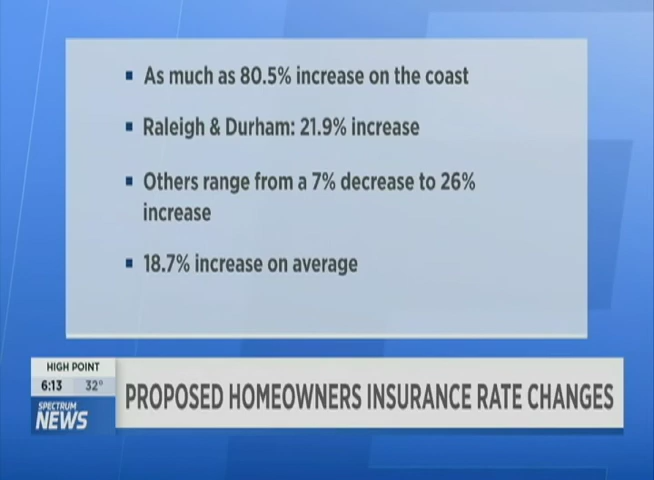 ▪ As much as 80.5% increase on the coast
▪ Raleigh & Durham: 21.9% increase
▪ Others range from a 7% decrease to 26%
increase
▪ 18.7% increase on average
HIGH POINT
6:13 32°
SPECTRUM
NEWS
PROPOSED HOMEOWNERS INSURANCE RATE CHANGES